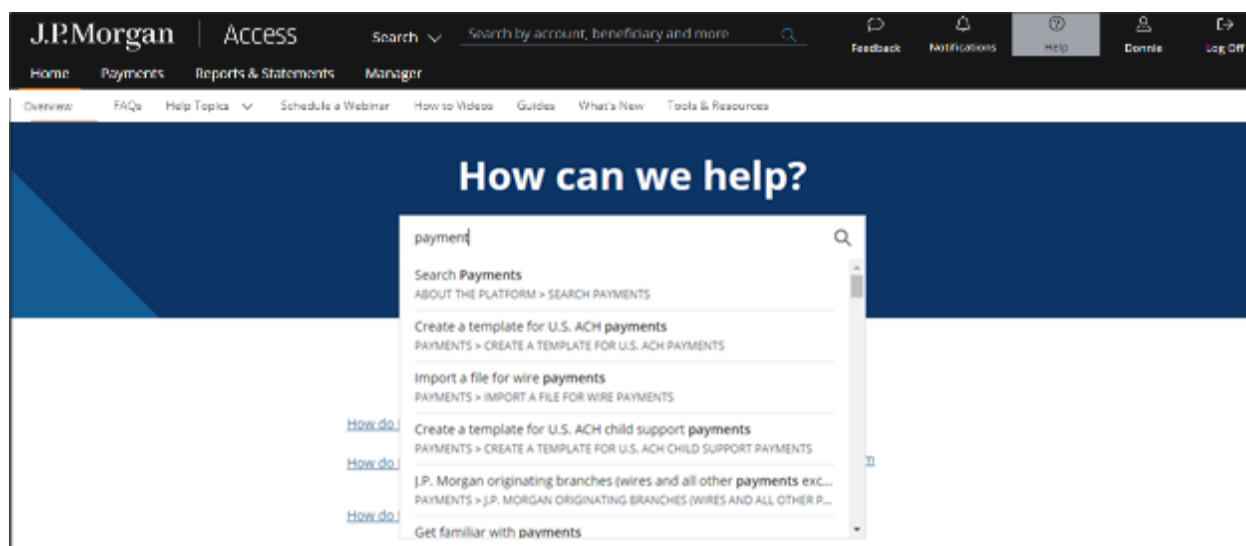 J.P.Morgan | Access Search Search by account, beneficiary and more Feedback Notifications Help Donnie Log Off
Home Payments Reports & Statements Manager
Overview FAQs Help Topics Schedule a Webinar How to Videos Guides What's New Tools & Resources
How can we help?
payment
Search Payments
ABOUT THE PLATFORM > SEARCH PAYMENTS
Create a template for U.S. ACH payments
PAYMENTS > CREATE A TEMPLATE FOR U.S. ACH PAYMENTS
Import a file for wire payments
PAYMENTS > IMPORT A FILE FOR WIRE PAYMENTS
How do
Create a template for U.S. ACH child support payments
PAYMENTS > CREATE A TEMPLATE FOR U.S. ACH CHILD SUPPORT PAYMENTS
How do
J.P. Morgan originating branches (wires and all other payments exc...
PAYMENTS > J.P. MORGAN ORIGINATING BRANCHES (WIRES AND ALL OTHER P...
How do
Get familiar with payments